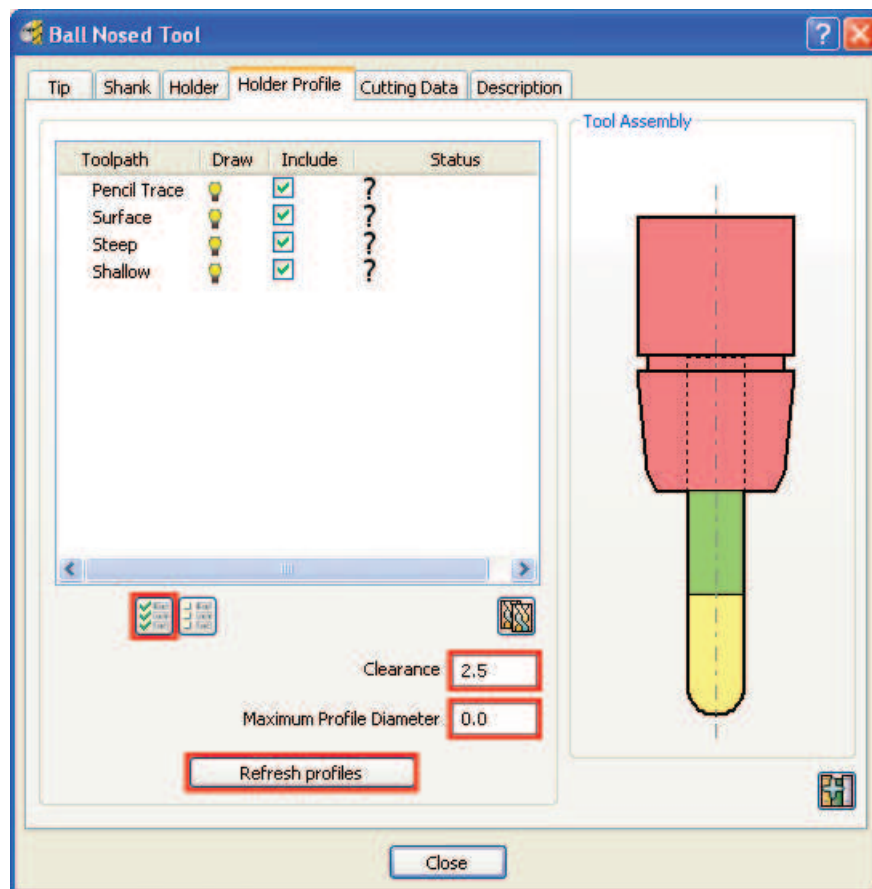 Ball Nosed Tool
?
Tip Shank Holder Holder Profile Cutting Data Description
Tool Assembly
Toolpath Draw Include Status
Pencil Trace ?
Surface ?
Steep ?
Shallow ?
Clearance 2.5
Maximum Profile Diameter 0.0
Refresh profiles
Close